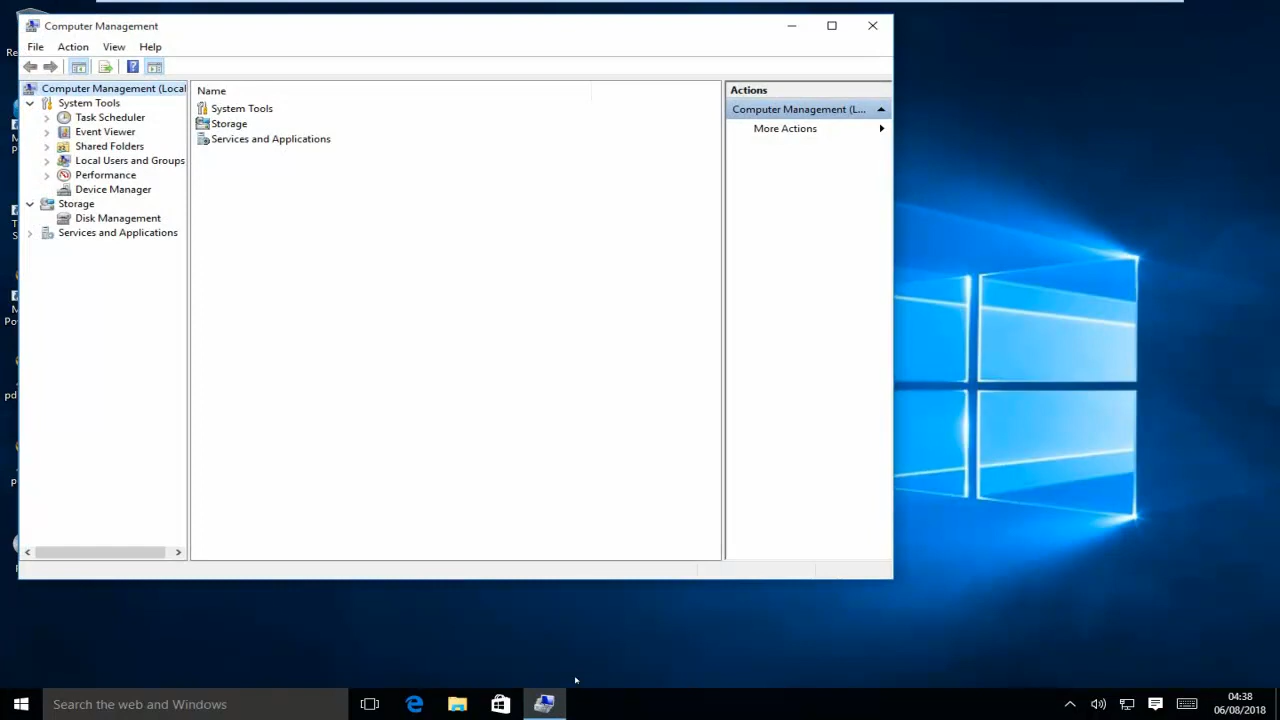 Computer Management
File Action View Help
Computer Management (Local
System Tools
Task Scheduler
Event Viewer
Shared Folders
Local Users and Groups
Performance
Device Manager
Storage
Disk Management
Services and Applications
Name
System Tools
Storage
Services and Applications
Actions
Computer Management (L...
More Actions
Search the web and Windows
04:38
06/08/2018